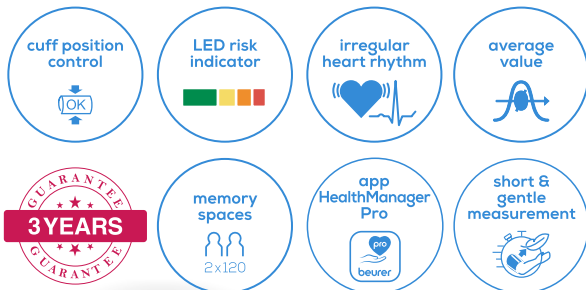 cuff position
control
OK
LED risk
indicator
irregular
heart rhythm
average
value
GUARANTEE
3 YEARS
GUARANTEE
memory
spaces
2x120
app
HealthManager
Pro
pro
beurer
short &
gentle
measurement